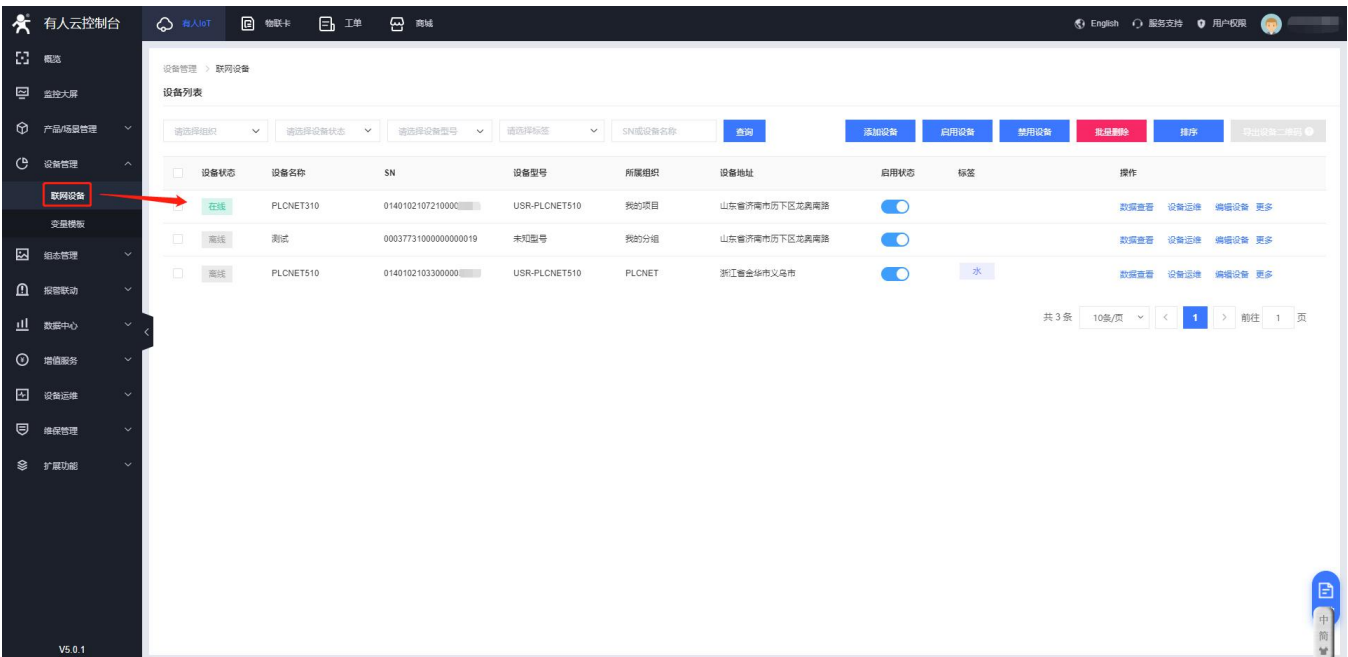 有人云控制台 有人IoT 物联卡 工单 商城 English 服务支持 用户权限
概览
监控大屏
产品/场景管理
设备管理
联网设备
变量模板
组态管理
报警联动
数据中心
增值服务
设备运维
维保管理
扩展功能
V5.0.1
设备管理 > 联网设备
设备列表
请选择组织 请选择设备状态 请选择设备型号 请选择标签 SN或设备名称 查询 添加设备 启用设备 禁用设备 批量删除 排序 导出设备二维码
设备状态 设备名称 SN 设备型号 所属组织 设备地址 启用状态 标签 操作
在线 PLCNET310 0140102107210000 USR-PLCNET510 我的项目 山东省济南市历下区龙奥南路 数据查看 设备运维 编辑设备 更多
离线 测试 00037731000000000019 未知型号 我的分组 山东省济南市历下区龙奥南路 数据查看 设备运维 编辑设备 更多
离线 PLCNET510 0140102103300000 USR-PLCNET510 PLCNET 浙江省金华市义乌市 水 数据查看 设备运维 编辑设备 更多
共 3 条 10条/页 < 1 > 前往 1 页
中
简